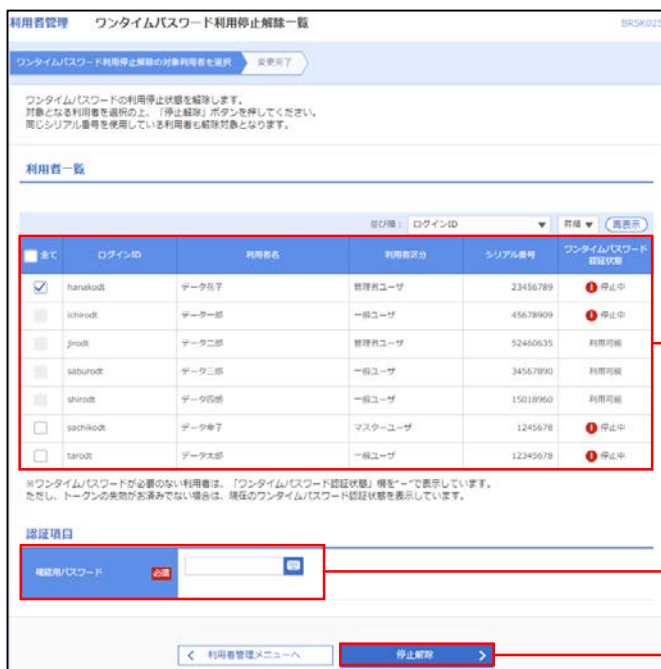 利用者管理 ワンタイムパスワード利用停止解除一覧 BRSK025
ワンタイムパスワード利用停止解除の対象利用者を選択 変更完了
ワンタイムパスワードの利用停止状態を解除します。
対象となる利用者を選択の上、「停止解除」ボタンを押してください。
同じシリアル番号を使用している利用者も解除対象となります。
利用者一覧
並び順： ログインID 昇順 再表示
全て ログインID 利用者名 利用者区分 シリアル番号 ワンタイムパスワード
認証状態
hanakodt データ花子 管理者ユーザ 23456789 停止中
ichirodt データ一郎 一般ユーザ 45678909 停止中
jirodt データ二郎 管理者ユーザ 52460635 利用可能
saburodt データ三郎 一般ユーザ 34567890 利用可能
shirodt データ四郎 一般ユーザ 15018960 利用可能
sachikodt データ幸子 マスターユーザ 1245678 停止中
tarodt データ太郎 一般ユーザ 12345678 停止中
※ワンタイムパスワードが必要のない利用者は、「ワンタイムパスワード認証状態」欄を"－"で表示しています。
ただし、トークンの失効がお済みでない場合は、現在のワンタイムパスワード認証状態を表示しています。
認証項目
確認用パスワード 必須
利用者管理メニューへ 停止解除